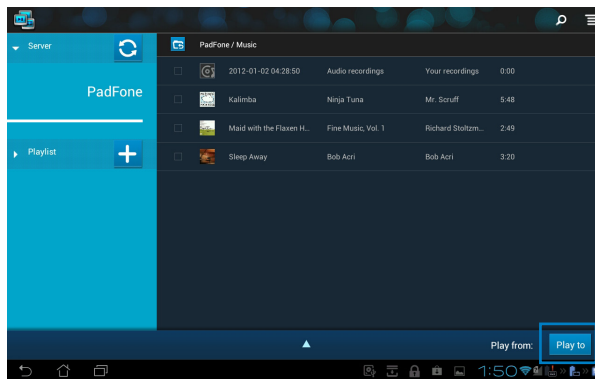 Server
PadFone
Playlist
PadFone / Music
2012-01-02 04:28:50 Audio recordings Your recordings 0:00
Kalimba Ninja Tuna Mr. Scruff 5:48
Maid with the Flaxen H... Fine Music, Vol. 1 Richard Stoltzm... 2:49
Sleep Away Bob Acri Bob Acri 3:20
Play from: Play to
1:50